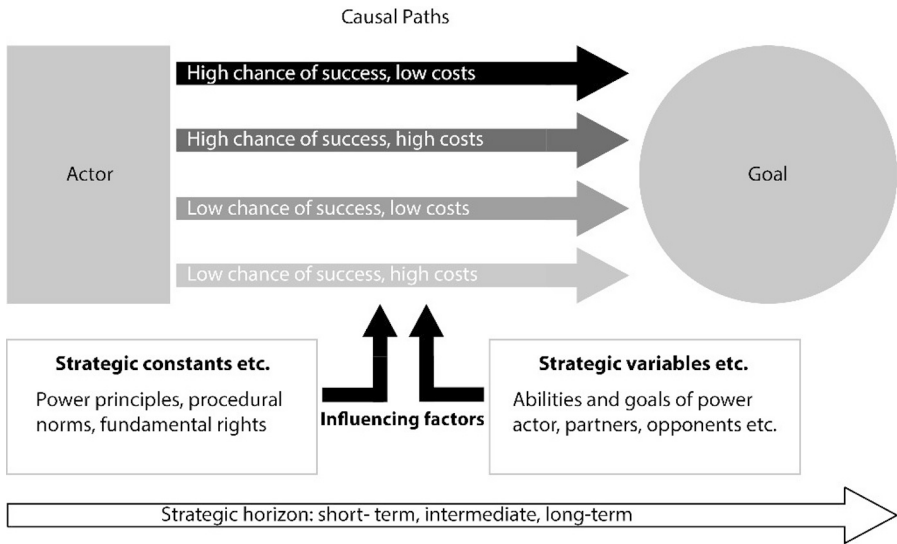 Causal Paths
High chance of success, low costs
High chance of success, high costs
Actor
Goal
Low chance of success, low costs
Low chance of success, high costs
Strategic constants etc.
Power principles, procedural
norms, fundamental rights
Influencing factors
Strategic variables etc.
Abilities and goals of power
actor, partners, opponents etc.
Strategic horizon: short- term, intermediate, long-term